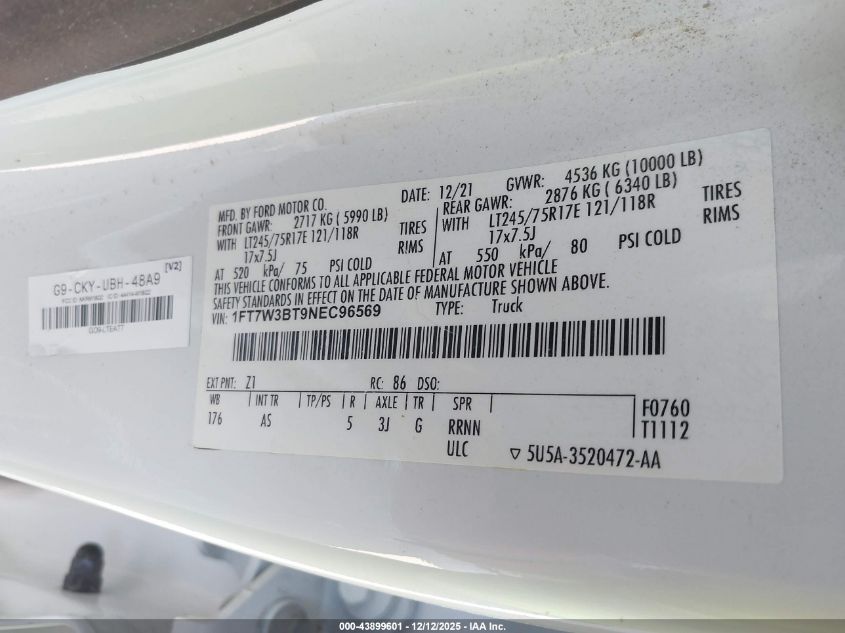 MFD. BY FORD MOTOR CO. DATE: 12/21 GVWR: 4536 KG (10000 LB)
FRONT GAWR: 2717 KG ( 5990 LB) REAR GAWR: 2876 KG ( 6340 LB)
WITH LT245/75R17E 121/118R TIRES WITH LT245/75R17E 121/118R TIRES
17x7.5J RIMS 17x7.5J RIMS
AT 520 kPa/ 75 PSI COLD AT 550 kPa/ 80 PSI COLD
THIS VEHICLE CONFORMS TO ALL APPLICABLE FEDERAL MOTOR VEHICLE
SAFETY STANDARDS IN EFFECT ON THE DATE OF MANUFACTURE SHOWN ABOVE.
VIN: 1FT7W3BT9NEC96569 TYPE: Truck
EXT PNT: Z1 RC: 86 DSO:
WB INT TR TP/PS R AXLE TR SPR F0760
176 AS 5 3J G RRNN T1112
ULC 5U5A-3520472-AA
G9-CKY-UBH-48A9 [V2]
000-43899601 - 12/12/2025 - IAA Inc.